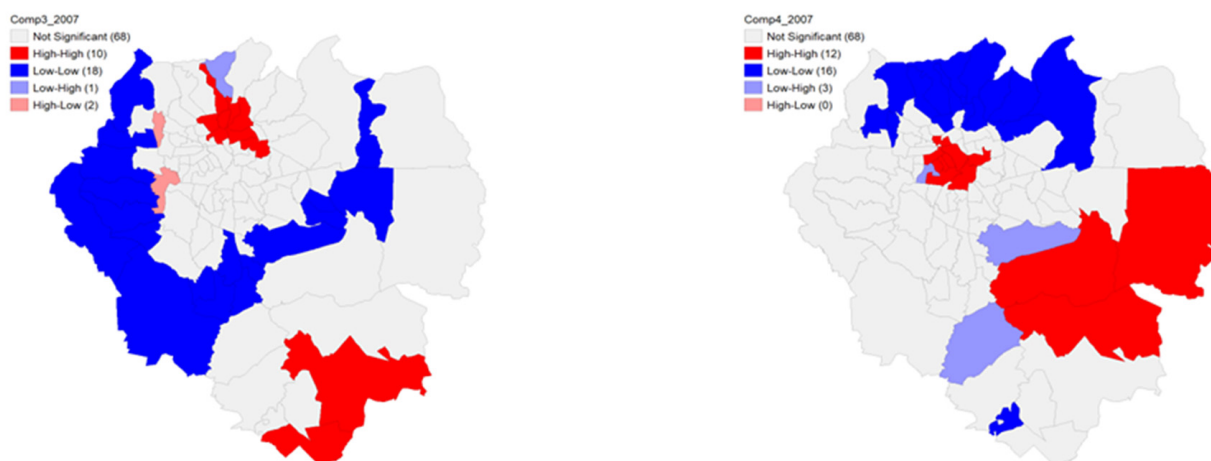 Comp3_2007
Not Significant (68)
High-High (10)
Low-Low (18)
Low-High (1)
High-Low (2)
Comp4_2007
Not Significant (68)
High-High (12)
Low-Low (16)
Low-High (3)
High-Low (0)